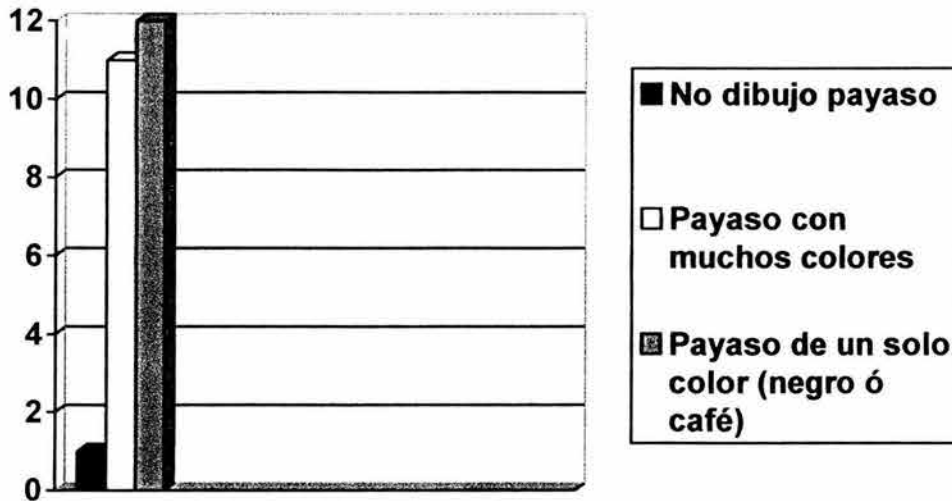 12
10
8
6
4
2
0
No dibujo payaso
Payaso con
muchos colores
Payaso de un solo
color (negro ó
café)